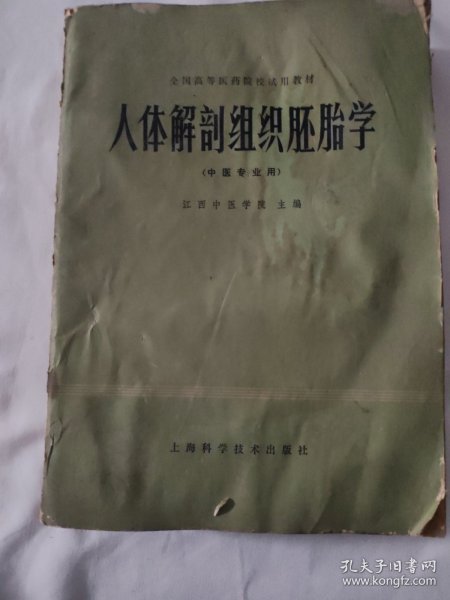 全国高等医药院校试用教材
人体解剖组织胚胎学
(中医专业用)
江西中医学院 主编
上海科学技术出版社
孔夫子旧书网
www.kongfz.com